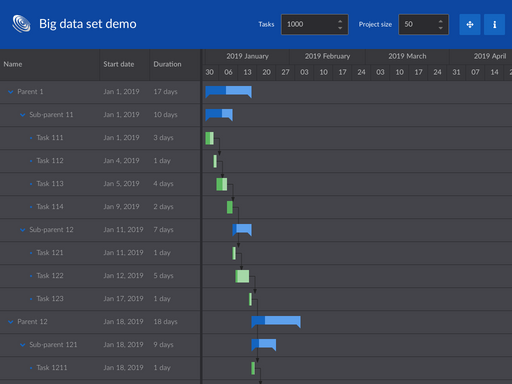 Big data set demo
Tasks 1000 Project size 50
Name Start date Duration
2019 January 2019 February 2019 March 2019 April
30 06 13 20 27 03 10 17 24 03 10 17 24 31 07 14 2
Parent 1 Jan 1, 2019 17 days
Sub-parent 11 Jan 1, 2019 10 days
Task 111 Jan 1, 2019 3 days
Task 112 Jan 4, 2019 1 day
Task 113 Jan 5, 2019 4 days
Task 114 Jan 9, 2019 2 days
Sub-parent 12 Jan 11, 2019 7 days
Task 121 Jan 11, 2019 1 day
Task 122 Jan 12, 2019 5 days
Task 123 Jan 17, 2019 1 day
Parent 12 Jan 18, 2019 18 days
Sub-parent 121 Jan 18, 2019 9 days
Task 1211 Jan 18, 2019 1 day